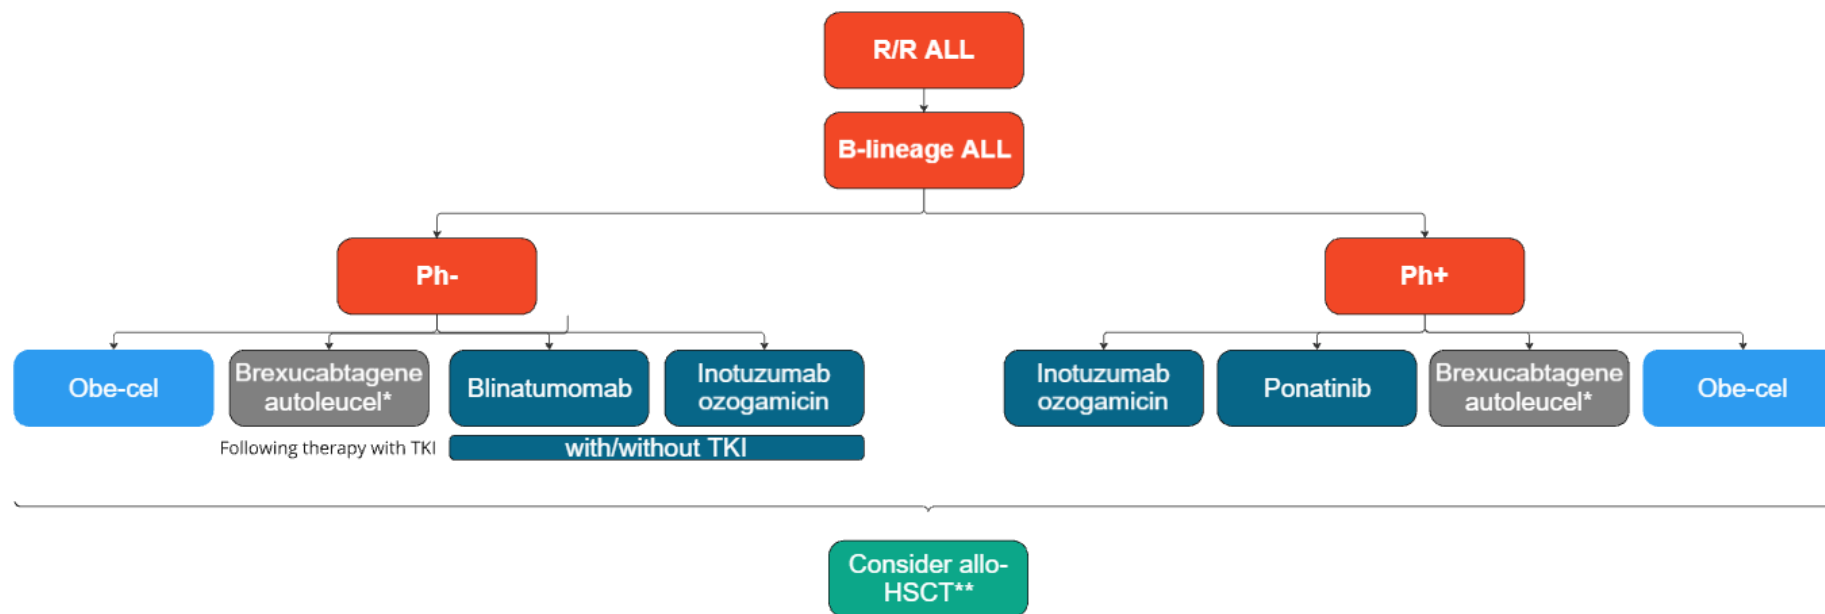 R/R ALL
B-lineage ALL
Ph-
Ph+
Obe-cel
Brexucabtagene
autoleucel*
Blinatumomab
Inotuzumab
ozogamicin
Inotuzumab
ozogamicin
Ponatinib
Brexucabtagene
autoleucel*
Obe-cel
Following therapy with TKI
with/without TKI
Consider allo-
HSCT**